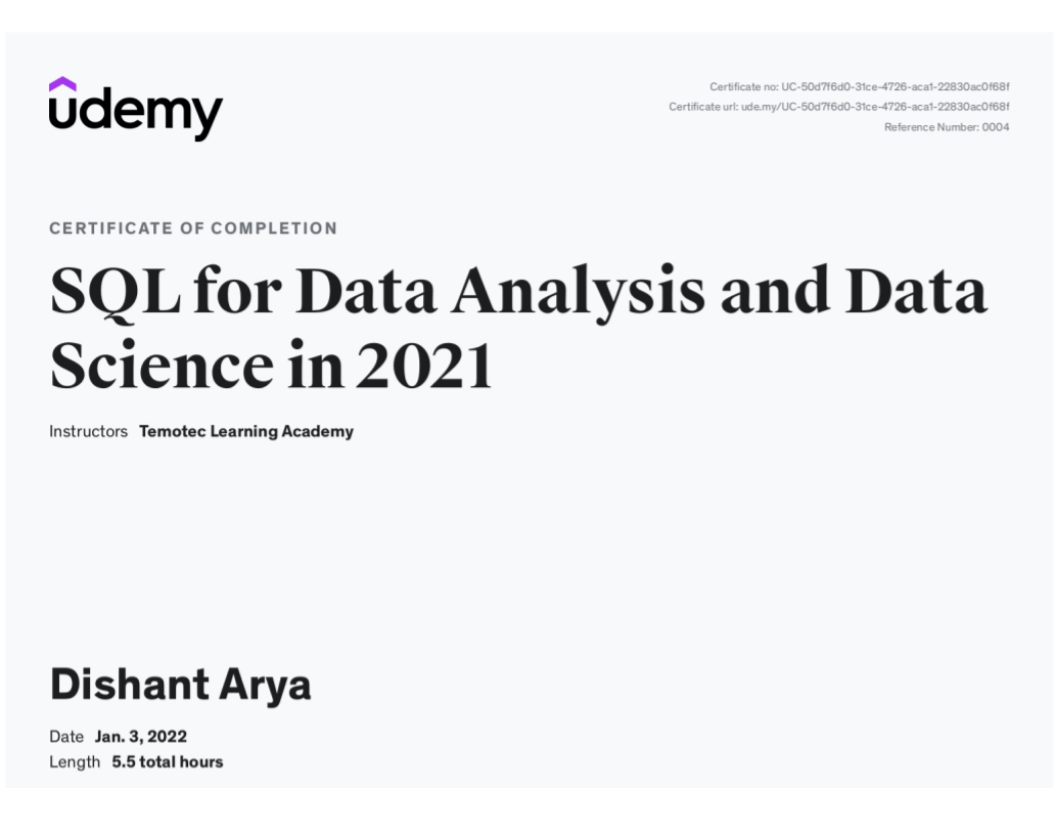 udemy
Certificate no: UC-50d7f6d0-31ce-4726-aca1-22830ac0f68f
Certificate url: ude.my/UC-50d7f6d0-31ce-4726-aca1-22830ac0f68f
Reference Number: 0004
CERTIFICATE OF COMPLETION
SQL for Data Analysis and Data
Science in 2021
Instructors Temotec Learning Academy
Dishant Arya
Date Jan. 3, 2022
Length 5.5 total hours